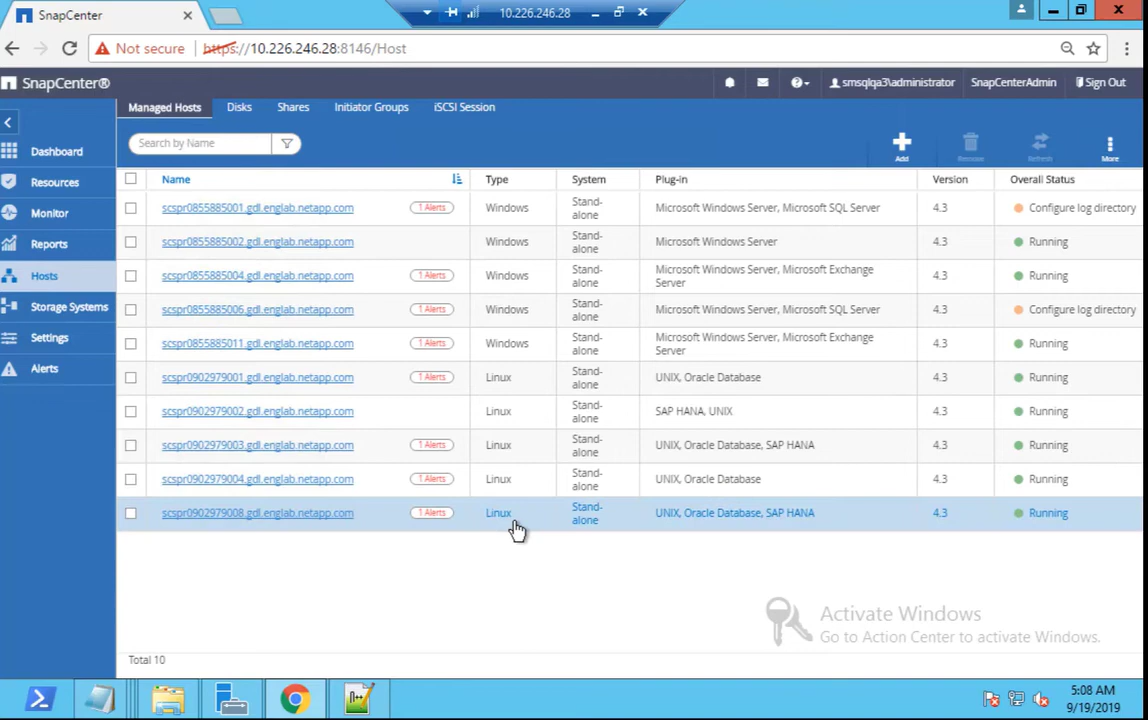 SnapCenter
10.226.246.28
Not secure https://10.226.246.28:8146/Host
SnapCenter®
smsqlqa3\administrator SnapCenterAdmin Sign Out
Managed Hosts Disks Shares Initiator Groups iSCSI Session
Search by Name
Add Remove Refresh More
Dashboard
Resources
Monitor
Reports
Hosts
Storage Systems
Settings
Alerts
Name Type System Plug-in Version Overall Status
scspr0855885001.gdl.englab.netapp.com 1 Alerts Windows Stand-alone Microsoft Windows Server, Microsoft SQL Server 4.3 Configure log directory
scspr0855885002.gdl.englab.netapp.com Windows Stand-alone Microsoft Windows Server 4.3 Running
scspr0855885004.gdl.englab.netapp.com 1 Alerts Windows Stand-alone Microsoft Windows Server, Microsoft Exchange Server 4.3 Running
scspr0855885006.gdl.englab.netapp.com 1 Alerts Windows Stand-alone Microsoft Windows Server, Microsoft SQL Server 4.3 Configure log directory
scspr0855885011.gdl.englab.netapp.com 1 Alerts Windows Stand-alone Microsoft Windows Server, Microsoft Exchange Server 4.3 Running
scspr0902979001.gdl.englab.netapp.com 1 Alerts Linux Stand-alone UNIX, Oracle Database 4.3 Running
scspr0902979002.gdl.englab.netapp.com Linux Stand-alone SAP HANA, UNIX 4.3 Running
scspr0902979003.gdl.englab.netapp.com 1 Alerts Linux Stand-alone UNIX, Oracle Database, SAP HANA 4.3 Running
scspr0902979004.gdl.englab.netapp.com 1 Alerts Linux Stand-alone UNIX, Oracle Database 4.3 Running
scspr0902979008.gdl.englab.netapp.com 1 Alerts Linux Stand-alone UNIX, Oracle Database, SAP HANA 4.3 Running
Activate Windows
Go to Action Center to activate Windows.
Total 10
5:08 AM
9/19/2019